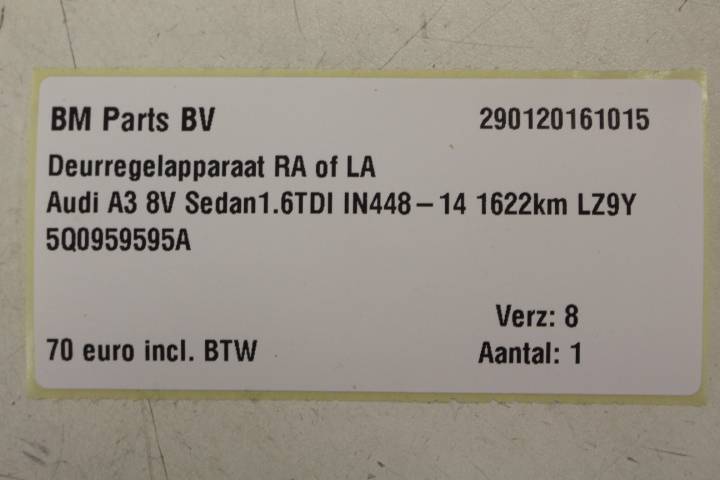 BM Parts BV 290120161015
Deurregelapparaat RA of LA
Audi A3 8V Sedan1.6TDI IN448-14 1622km LZ9Y
5Q0959595A
Verz: 8
70 euro incl. BTW Aantal: 1